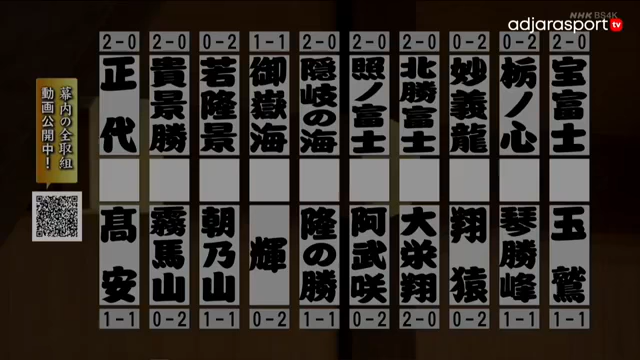 NHK BS4K
adjarasport tv
2-0 2-0 0-2 1-1 2-0 2-0 2-0 0-2 0-2 2-0
正代 貴景勝 若隆景 御嶽海 隠岐の海 照ノ富士 北勝富士 妙義龍 栃ノ心 宝富士
幕内の全取組
動画公開中!
髙安 霧馬山 朝乃山 輝 隆の勝 阿武咲 大栄翔 翔猿 琴勝峰 玉鷲
1-1 0-2 1-1 0-2 1-1 0-2 2-0 0-2 1-1 1-1